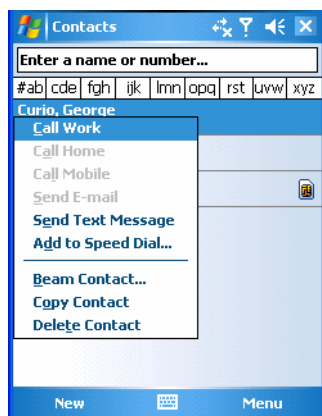 Contacts
Enter a name or number...
#ab cde fgh ijk lmn opq rst uvw xyz
Curio, George
Call Work
Call Home
Call Mobile
Send E-mail
Send Text Message
Add to Speed Dial...
Beam Contact...
Copy Contact
Delete Contact
New Menu